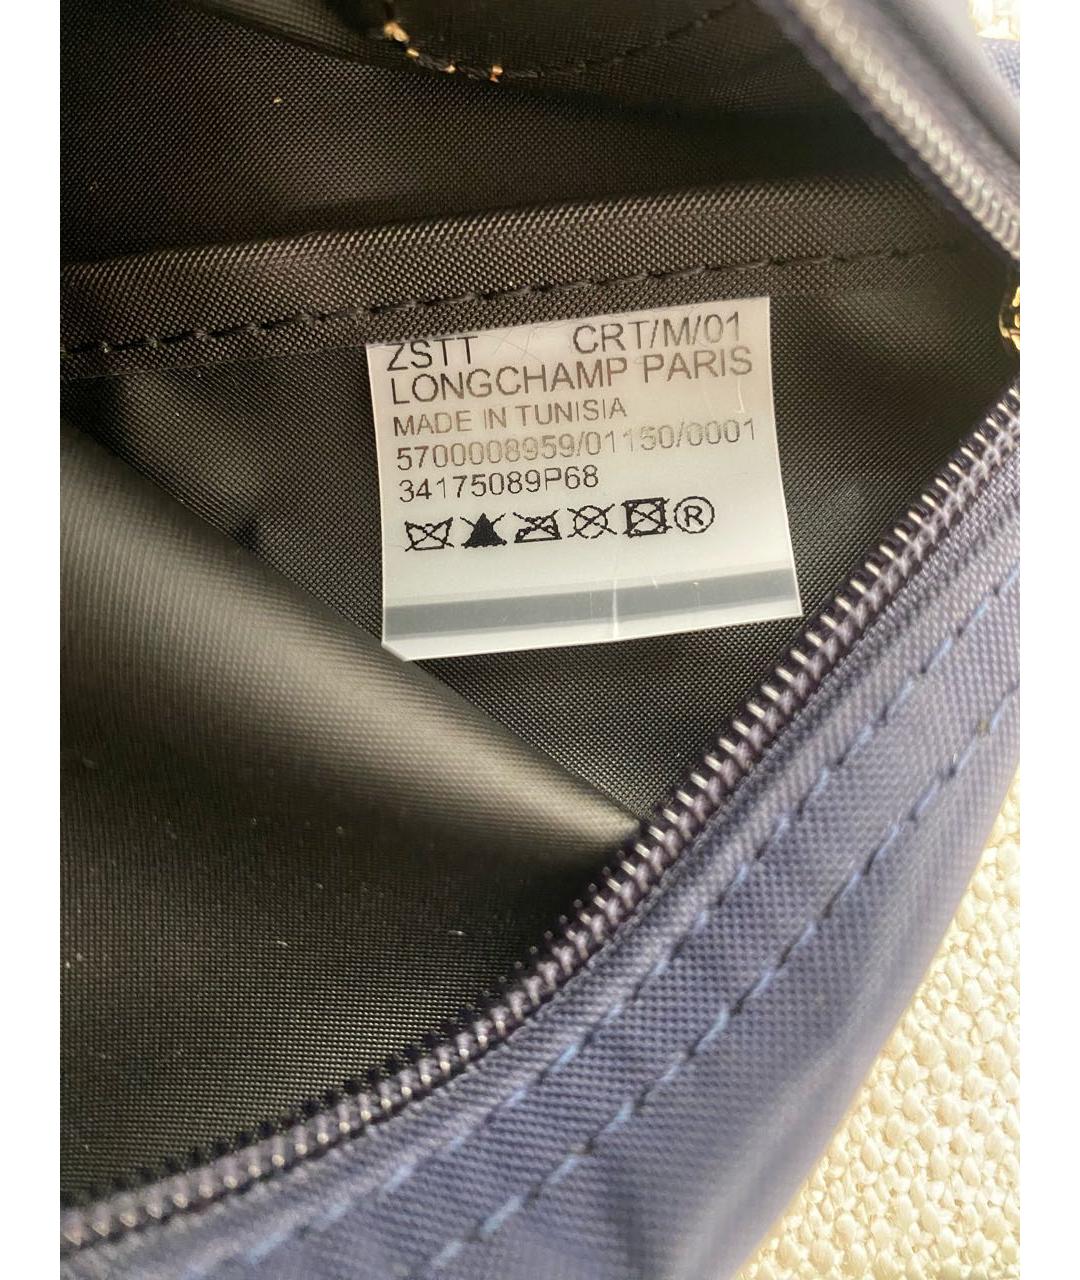 ZSTT CRT/M/01
LONGCHAMP PARIS
MADE IN TUNISIA
5700008959/01150/0001
34175089P68
®